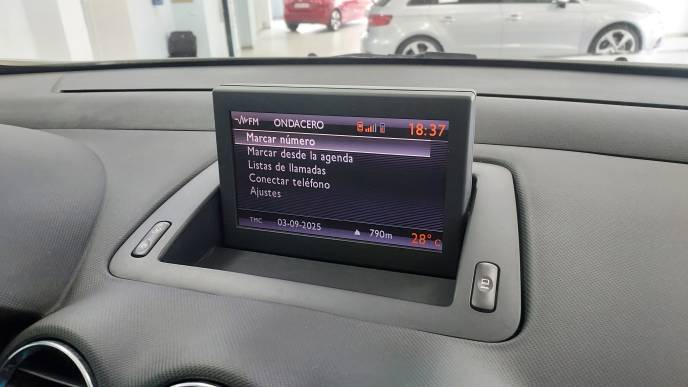 FM ONDACERO 18:37
Marcar número
Marcar desde la agenda
Listas de llamadas
Conectar teléfono
Ajustes
TMC 03-09-2025 ▲ 790m 28° C